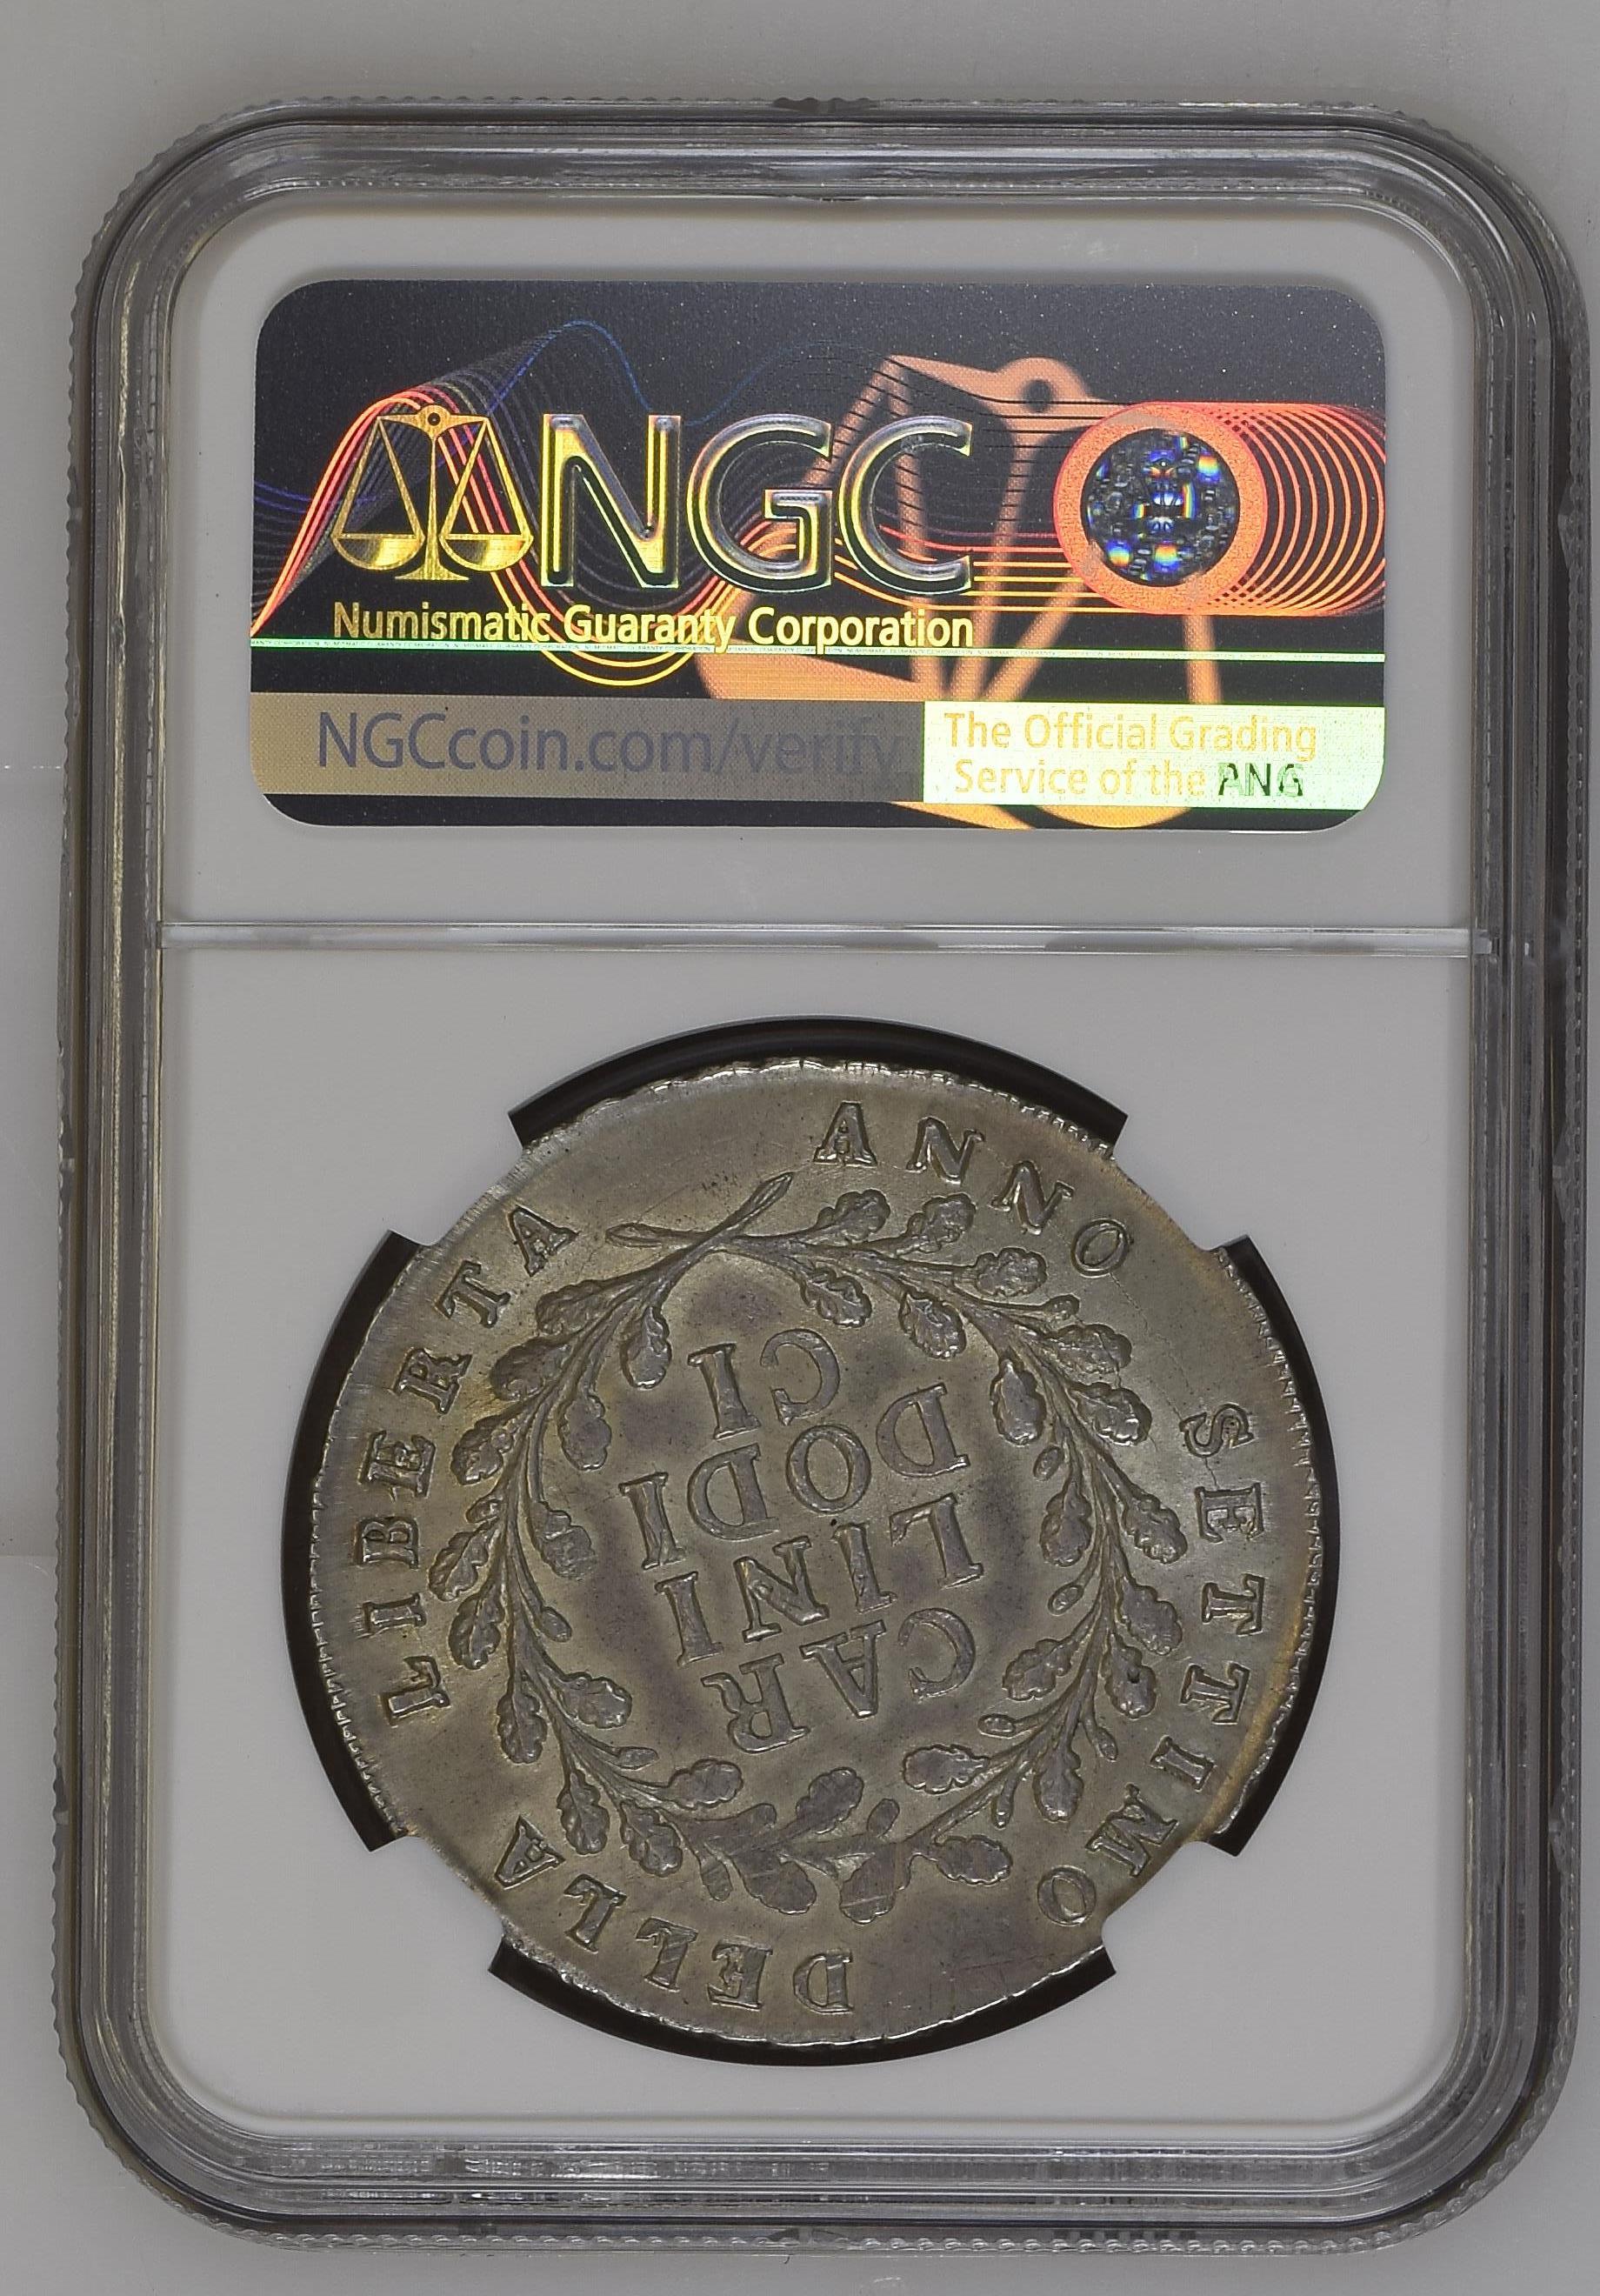 NGC
Numismatic Guaranty Corporation
NGCcoin.com/verify
The Official Grading
Service of the ANG
ANNO SETTIMO DELLA LIBERTA
CAR
LINI
DODI
CI